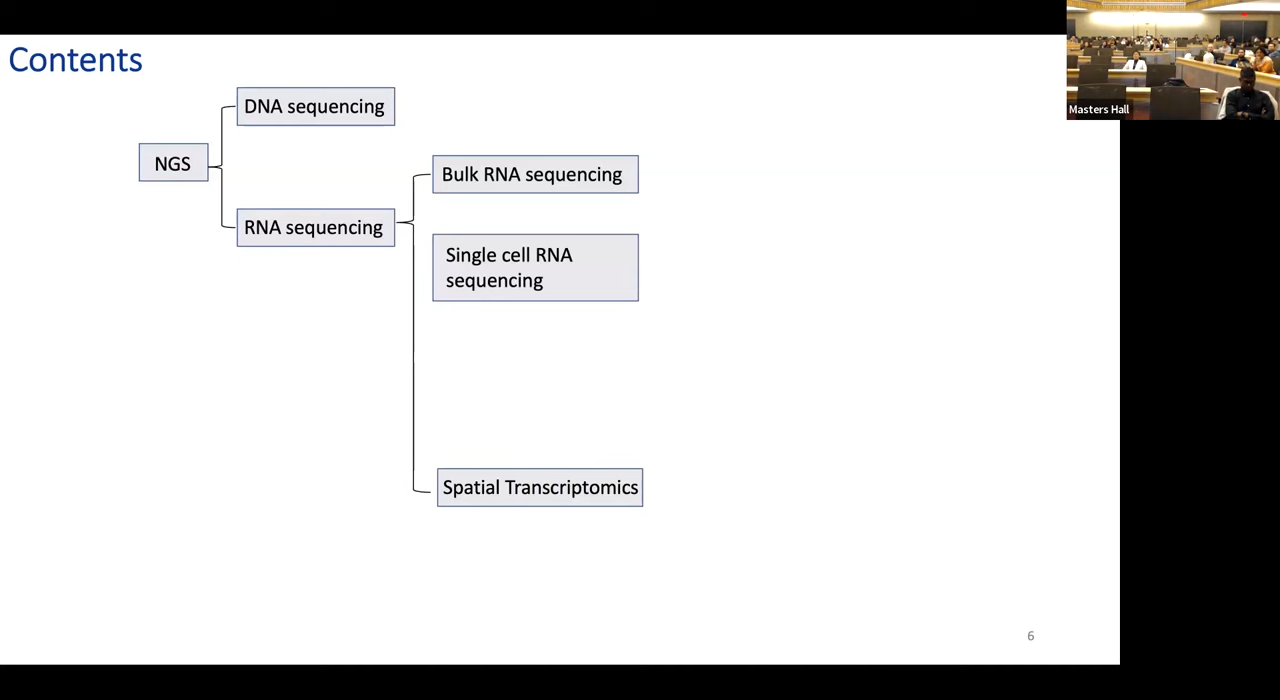 Contents
DNA sequencing
NGS
Bulk RNA sequencing
RNA sequencing
Single cell RNA
sequencing
Spatial Transcriptomics
6
Masters Hall